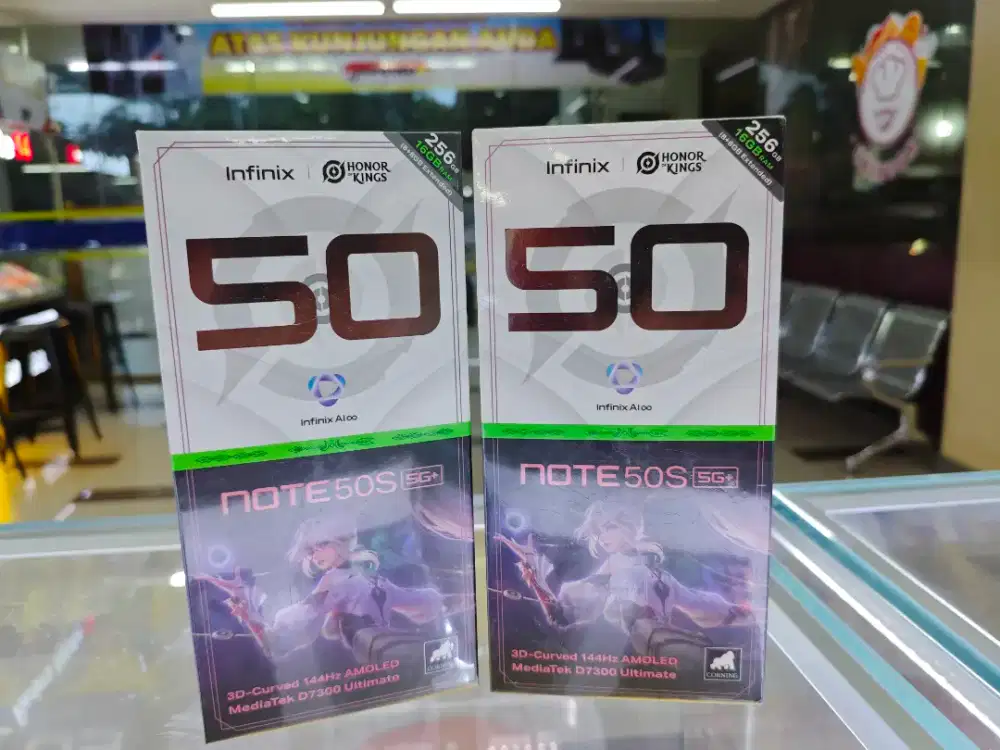 ATAS KUNJUNGAN ANDA
Infinix
HONOR
OF KINGS
256GB
16GB RAM
(8+8GB Extended)
50
Infinix AI∞
NOTE 50S 5G+
3D-Curved 144Hz AMOLED
MediaTek D7300 Ultimate
CORNING
Infinix
HONOR
OF KINGS
256GB
16GB RAM
(8+8GB Extended)
50
Infinix AI∞
NOTE 50S 5G+
3D-Curved 144Hz AMOLED
MediaTek D7300 Ultimate
CORNING